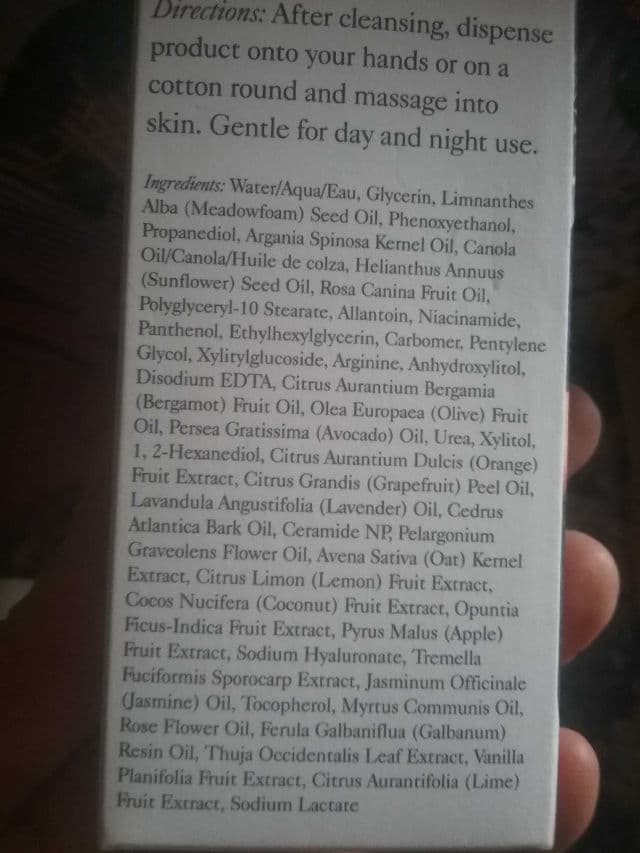 Directions: After cleansing, dispense
product onto your hands or on a
cotton round and massage into
skin. Gentle for day and night use.
Ingredients: Water/Aqua/Eau, Glycerin, Limnanthes
Alba (Meadowfoam) Seed Oil, Phenoxyethanol,
Propanediol, Argania Spinosa Kernel Oil, Canola
Oil/Canola/Huile de colza, Helianthus Annuus
(Sunflower) Seed Oil, Rosa Canina Fruit Oil,
Polyglyceryl-10 Stearate, Allantoin, Niacinamide,
Panthenol, Ethylhexylglycerin, Carbomer, Pentylene
Glycol, Xylitylglucoside, Arginine, Anhydroxylitol,
Disodium EDTA, Citrus Aurantium Bergamia
(Bergamot) Fruit Oil, Olea Europaea (Olive) Fruit
Oil, Persea Gratissima (Avocado) Oil, Urea, Xylitol,
1, 2-Hexanediol, Citrus Aurantium Dulcis (Orange)
Fruit Extract, Citrus Grandis (Grapefruit) Peel Oil,
Lavandula Angustifolia (Lavender) Oil, Cedrus
Atlantica Bark Oil, Ceramide NP, Pelargonium
Graveolens Flower Oil, Avena Sativa (Oat) Kernel
Extract, Citrus Limon (Lemon) Fruit Extract,
Cocos Nucifera (Coconut) Fruit Extract, Opuntia
Ficus-Indica Fruit Extract, Pyrus Malus (Apple)
Fruit Extract, Sodium Hyaluronate, Tremella
Fuciformis Sporocarp Extract, Jasminum Officinale
(Jasmine) Oil, Tocopherol, Myrtus Communis Oil,
Rose Flower Oil, Ferula Galbaniflua (Galbanum)
Resin Oil, Thuja Occidentalis Leaf Extract, Vanilla
Planifolia Fruit Extract, Citrus Aurantifolia (Lime)
Fruit Extract, Sodium Lactate